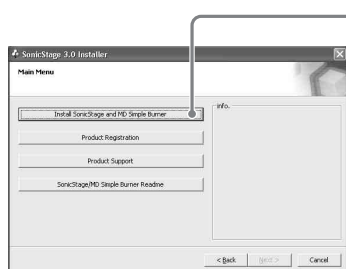 SonicStage 3.0 Installer
Main Menu
Install SonicStage and MD Simple Burner
Product Registration
Product Support
SonicStage/MD Simple Burner Readme
info.
< Back
Next >
Cancel